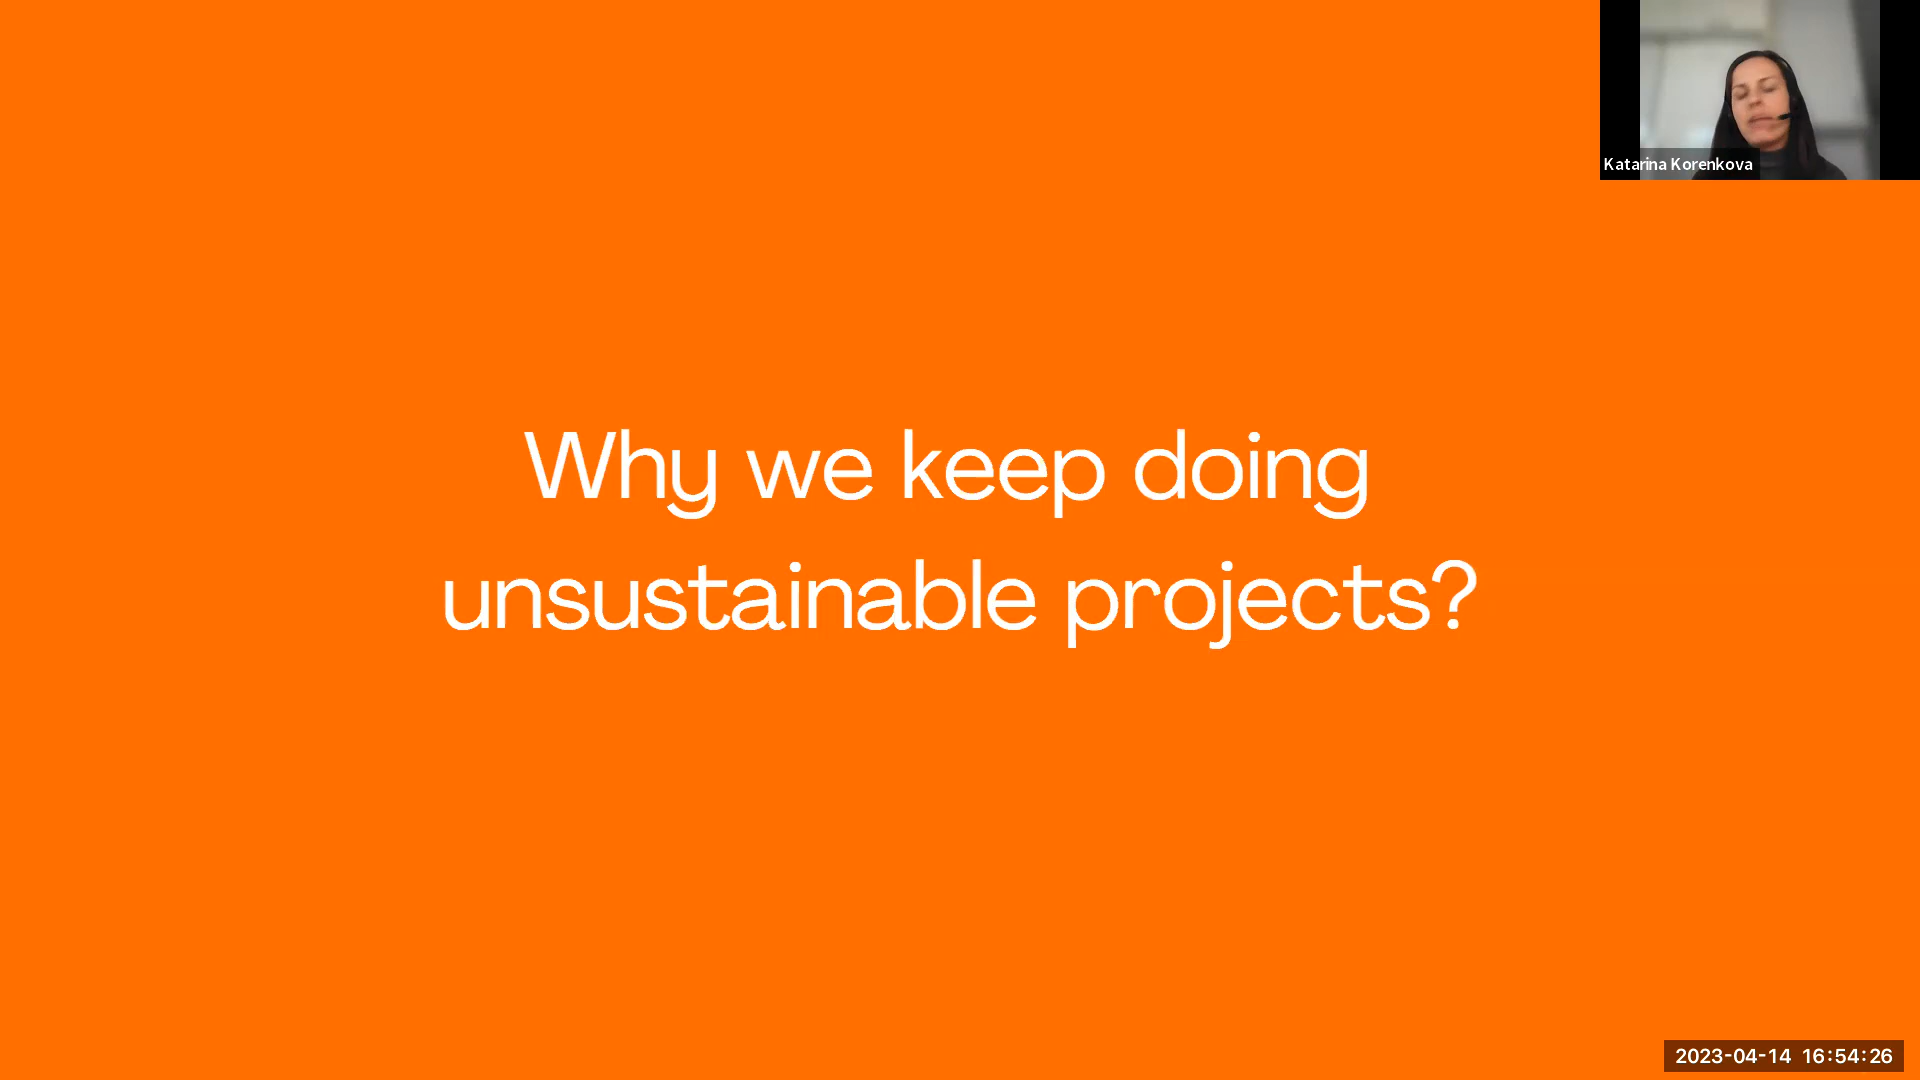 Katarina Korenkova
Why we keep doing
unsustainable projects?
2023-04-14 16:54:26